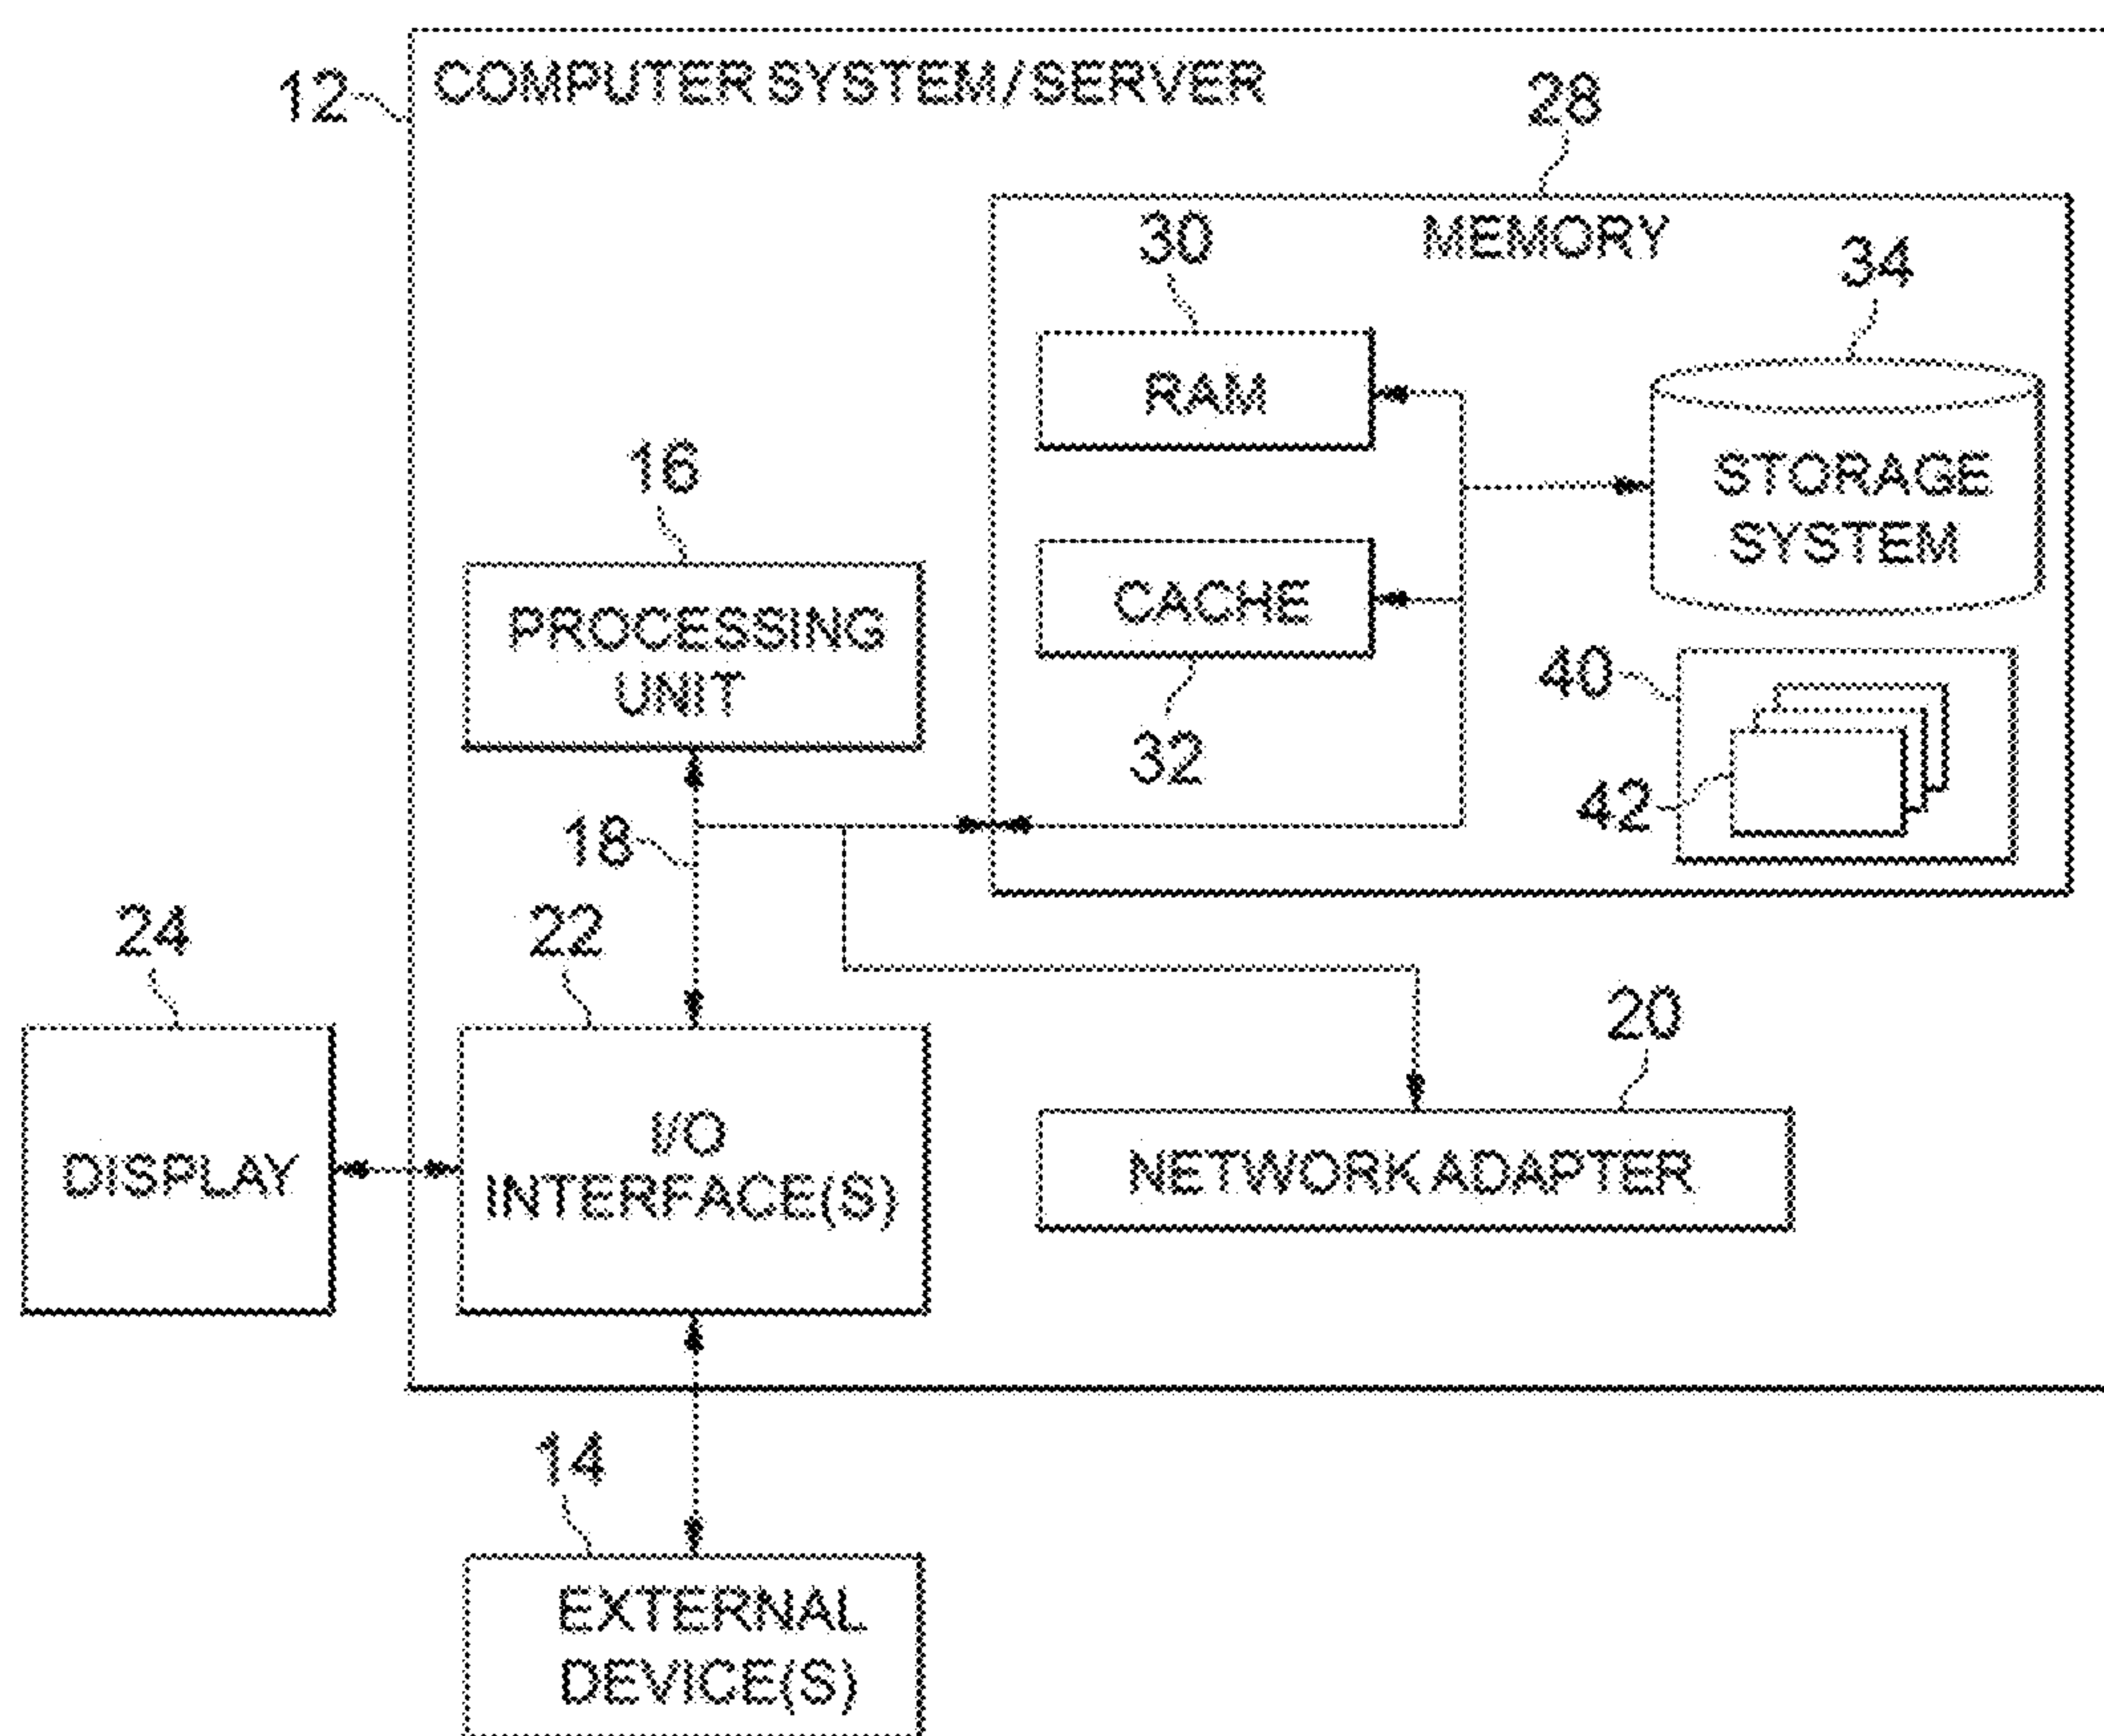 12
COMPUTER SYSTEM / SERVER
28
MEMORY
30
34
RAM
STORAGE
SYSTEM
16
PROCESSING
UNIT
CACHE
32
40
42
18
24
22
20
DISPLAY
I/O
INTERFACE(S)
NETWORK ADAPTER
14
EXTERNAL
DEVICE(S)